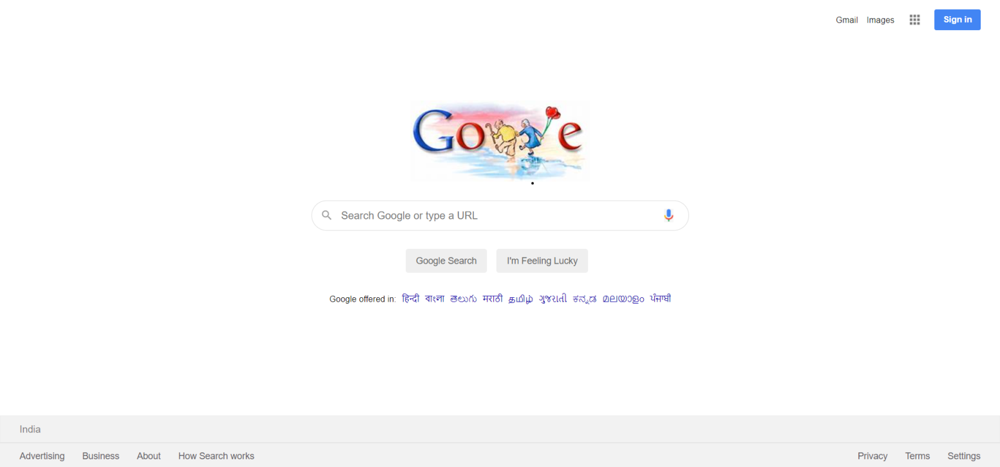 Gmail Images Sign in
Google
Search Google or type a URL
Google Search I'm Feeling Lucky
Google offered in: हिन्दी বাংলা తెలుగు मराठी தமிழ் ગુજરાતી ಕನ್ನಡ മലയാളം ਪੰਜਾਬੀ
India
Advertising Business About How Search works Privacy Terms Settings